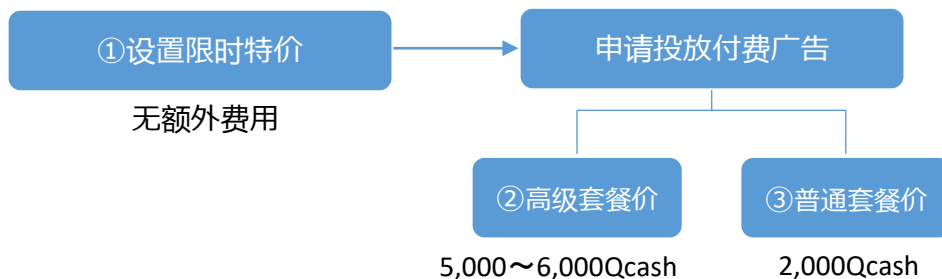 ①设置限时特价
申请投放付费广告
无额外费用
②高级套餐价
③普通套餐价
5,000～6,000Qcash
2,000Qcash